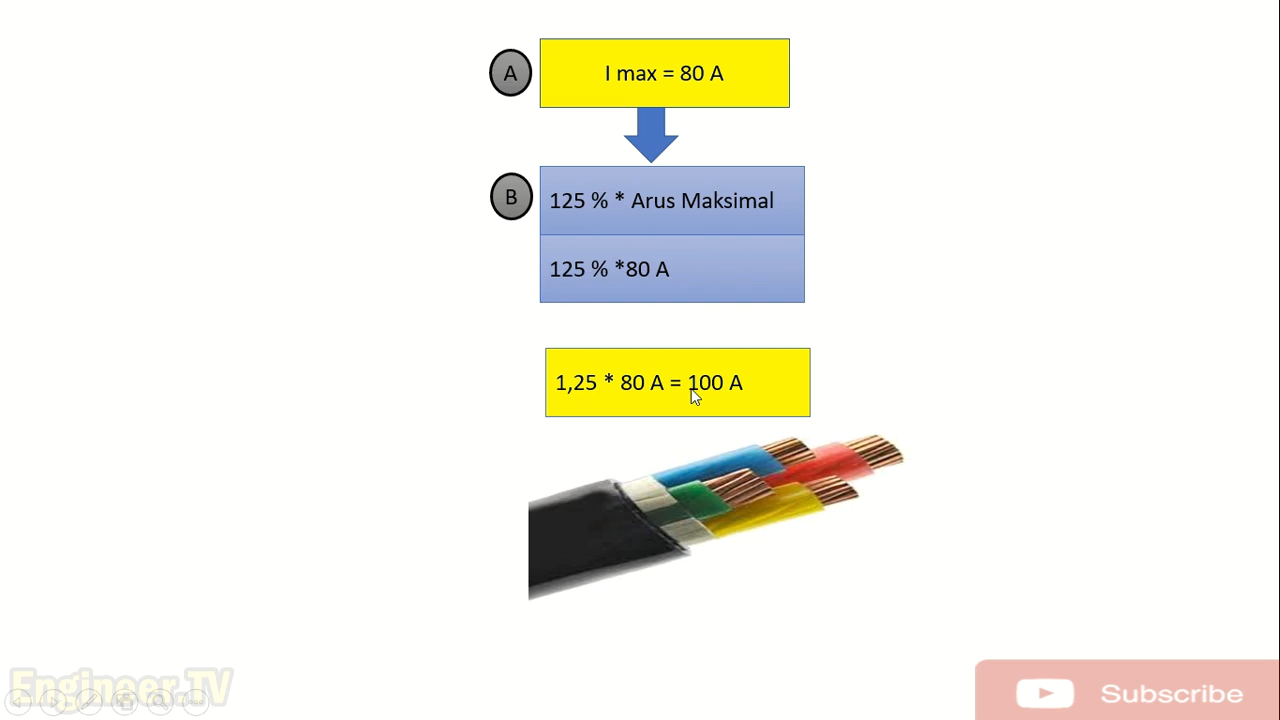 A
I max = 80 A
B
125 % * Arus Maksimal
125 % *80 A
1,25 * 80 A = 100 A
Engineer.TV
Subscribe